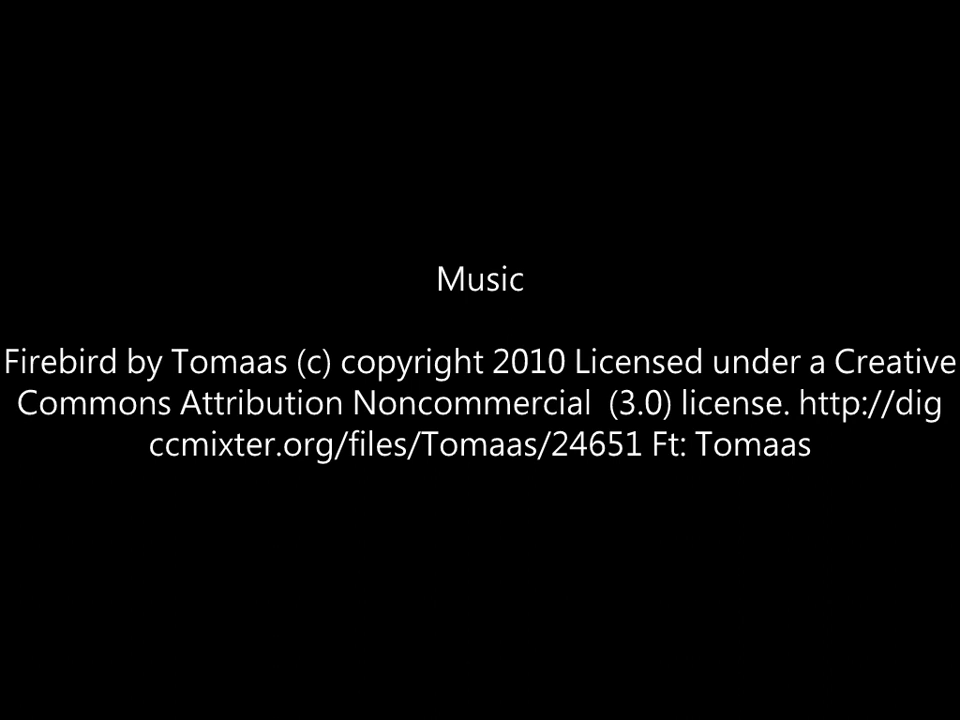 Music
Firebird by Tomaas (c) copyright 2010 Licensed under a Creative
Commons Attribution Noncommercial  (3.0) license. http://dig
ccmixter.org/files/Tomaas/24651 Ft: Tomaas